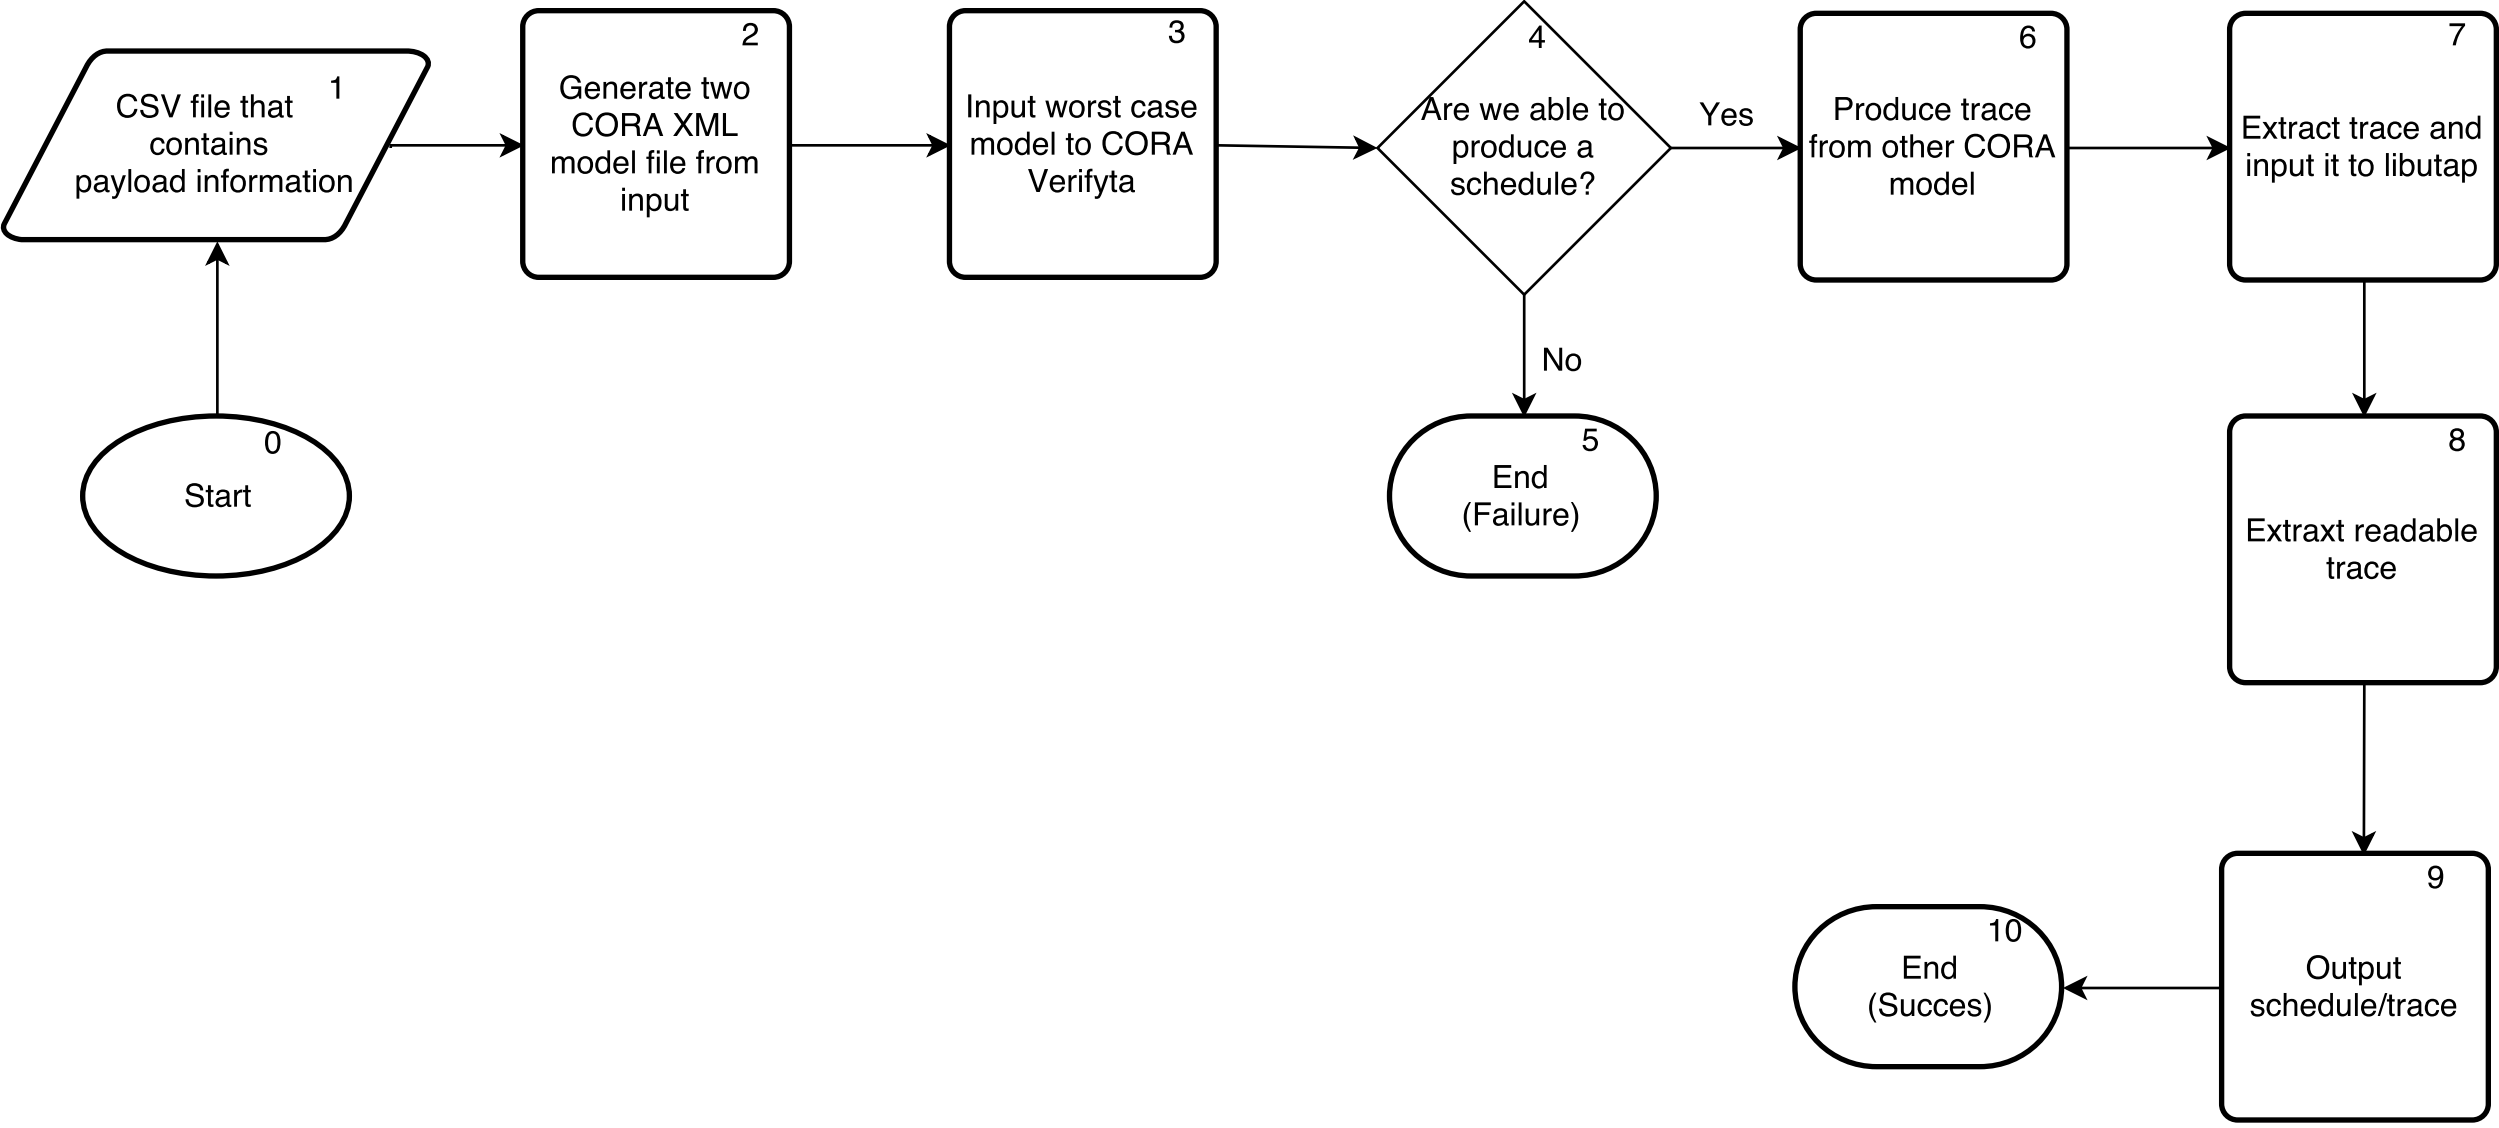 1
CSV file that
contains
payload information
2
Generate two
CORA XML
model file from
input
3
Input worst case
model to CORA
Verifyta
4
Are we able to
produce a
schedule?
Yes
6
Produce trace
from other CORA
model
7
Extract trace and
input it to libutap
No
0
Start
5
End
(Failure)
8
Extraxt readable
trace
9
Output
schedule/trace
10
End
(Succes)